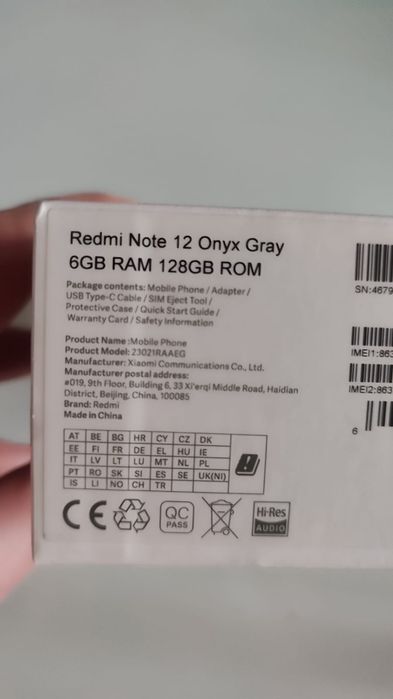 Redmi Note 12 Onyx Gray
6GB RAM 128GB ROM
Package contents: Mobile Phone / Adapter /
USB Type-C Cable / SIM Eject Tool /
Protective Case / Quick Start Guide /
Warranty Card / Safety Information
Product Name :Mobile Phone
Product Model: 23021RAAEG
Manufacturer: Xiaomi Communications Co., Ltd.
Manufacturer postal address:
#019, 9th Floor, Building 6, 33 Xi'erqi Middle Road, Haidian
District, Beijing, China, 100085
Brand: Redmi
Made in China
AT BE BG HR CY CZ DK
EE FI FR DE EL HU IE
IT LV LT LU MT NL PL
PT RO SK SI ES SE UK(NI)
IS LI NO CH TR
CE
QC
PASS
Hi-Res
AUDIO
SN:4679
IMEI1:863
IMEI2:863
6